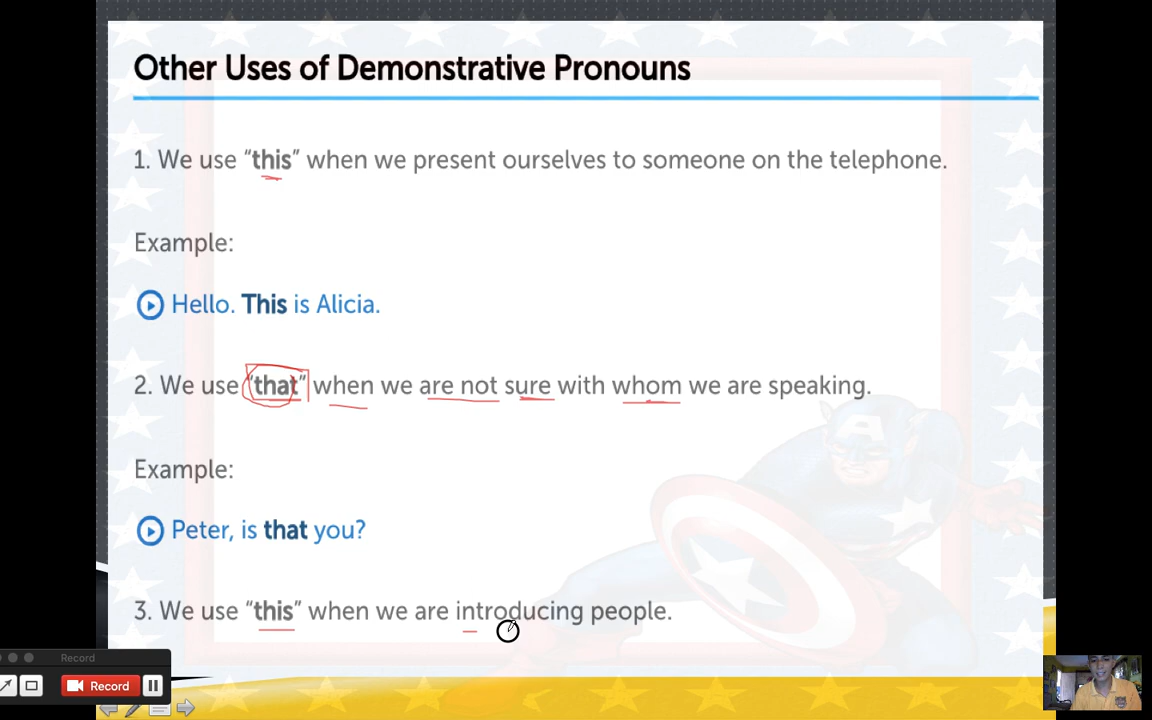 Other Uses of Demonstrative Pronouns
1. We use “this” when we present ourselves to someone on the telephone.
Example:
Hello. This is Alicia.
2. We use “that” when we are not sure with whom we are speaking.
Example:
Peter, is that you?
3. We use “this” when we are introducing people.
Record
Record
A